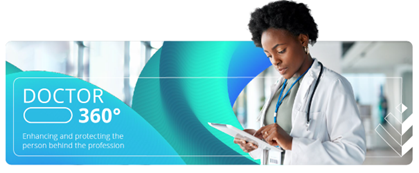 DOCTOR
360°
Enhancing and protecting the
person behind the profession